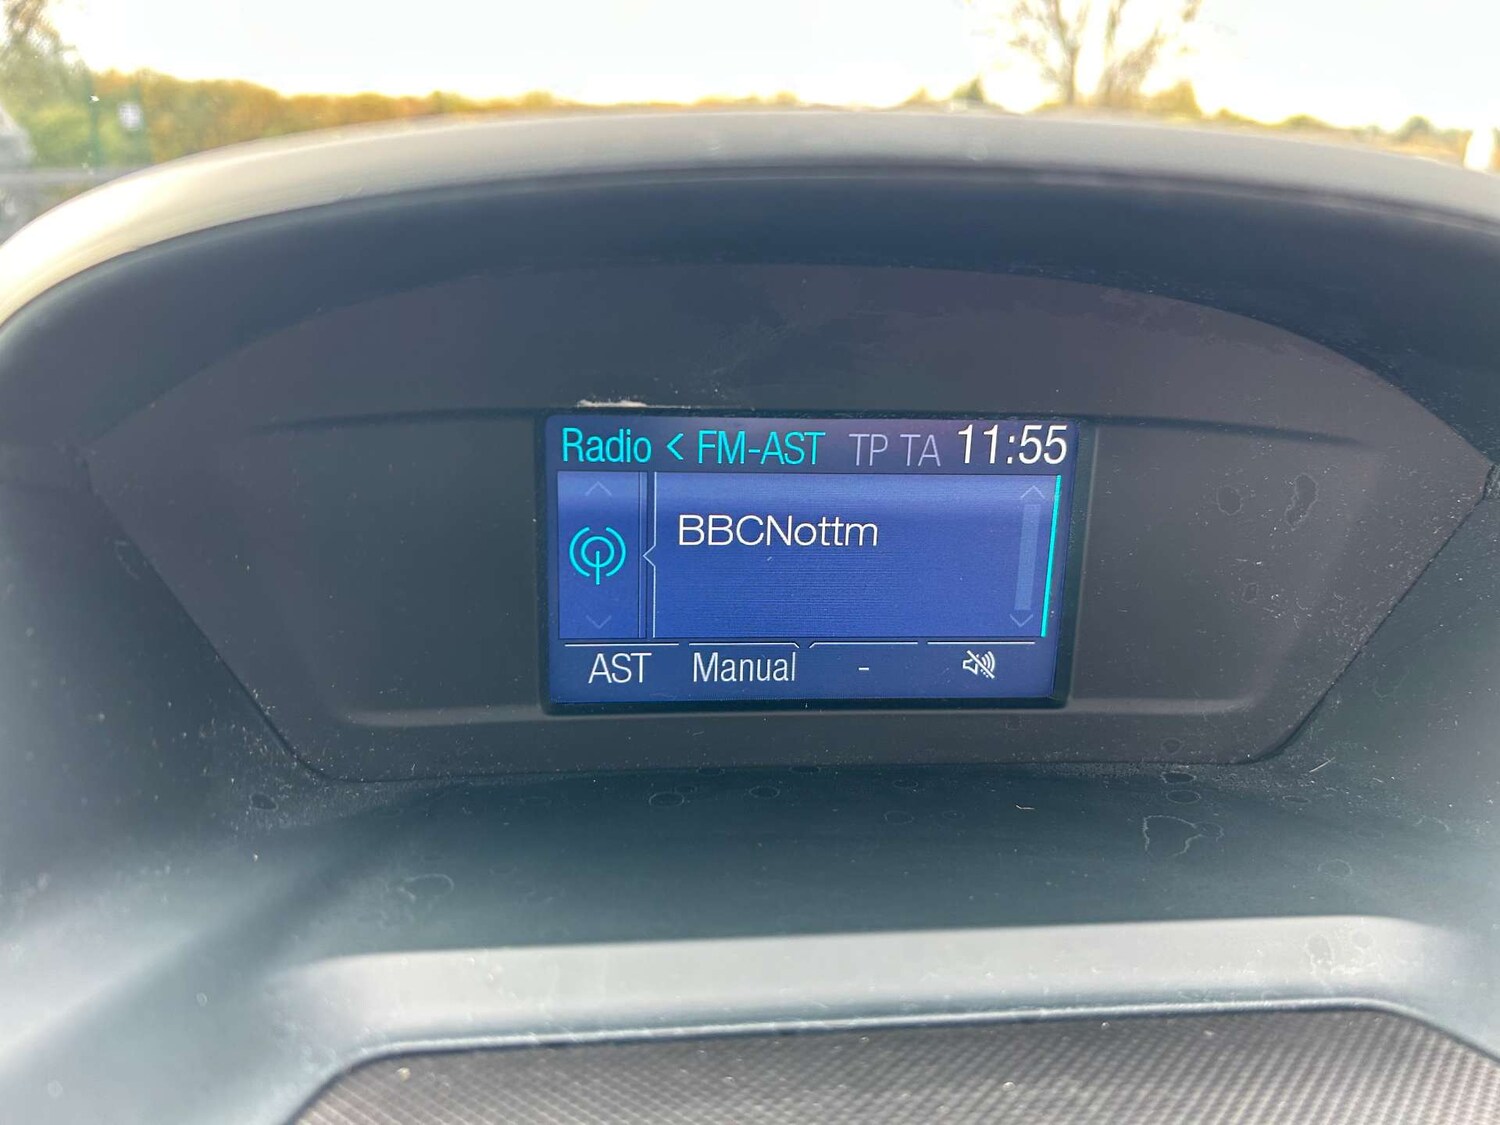 Radio < FM-AST TP TA 11:55
BBCNottm
AST Manual -